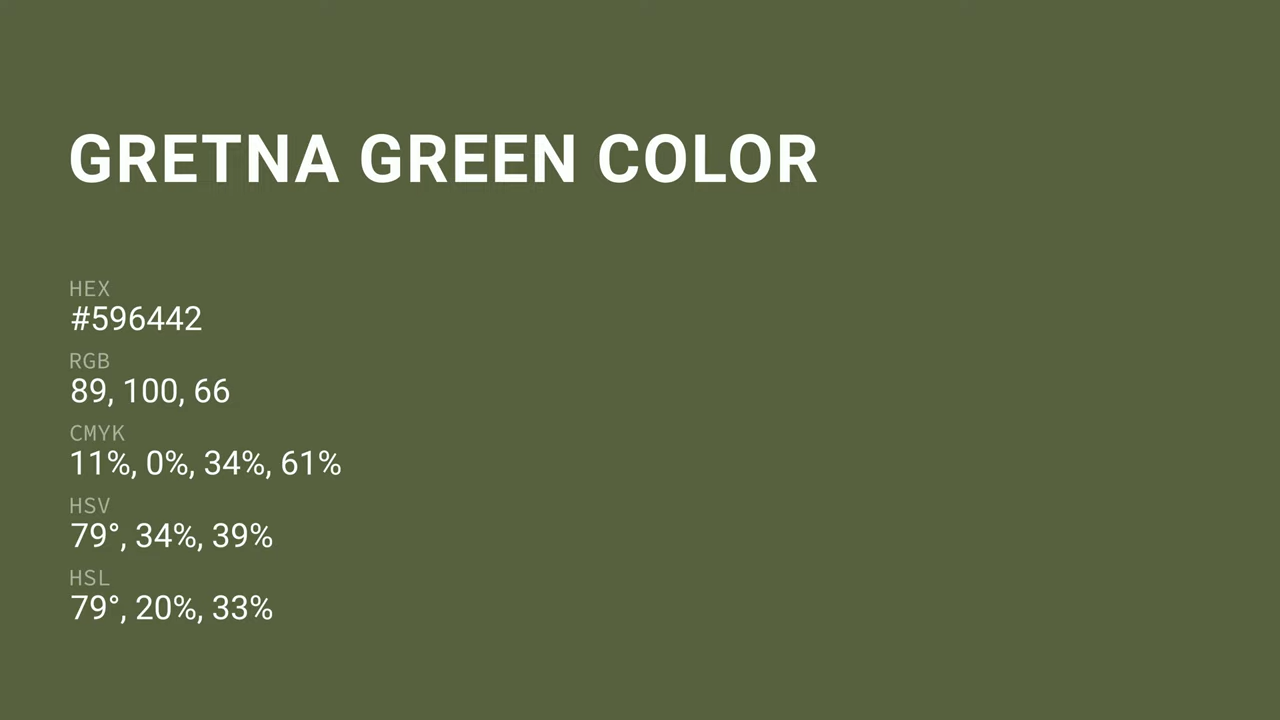 GRETNA GREEN COLOR
HEX
#596442
RGB
89, 100, 66
CMYK
11%, 0%, 34%, 61%
HSV
79°, 34%, 39%
HSL
79°, 20%, 33%